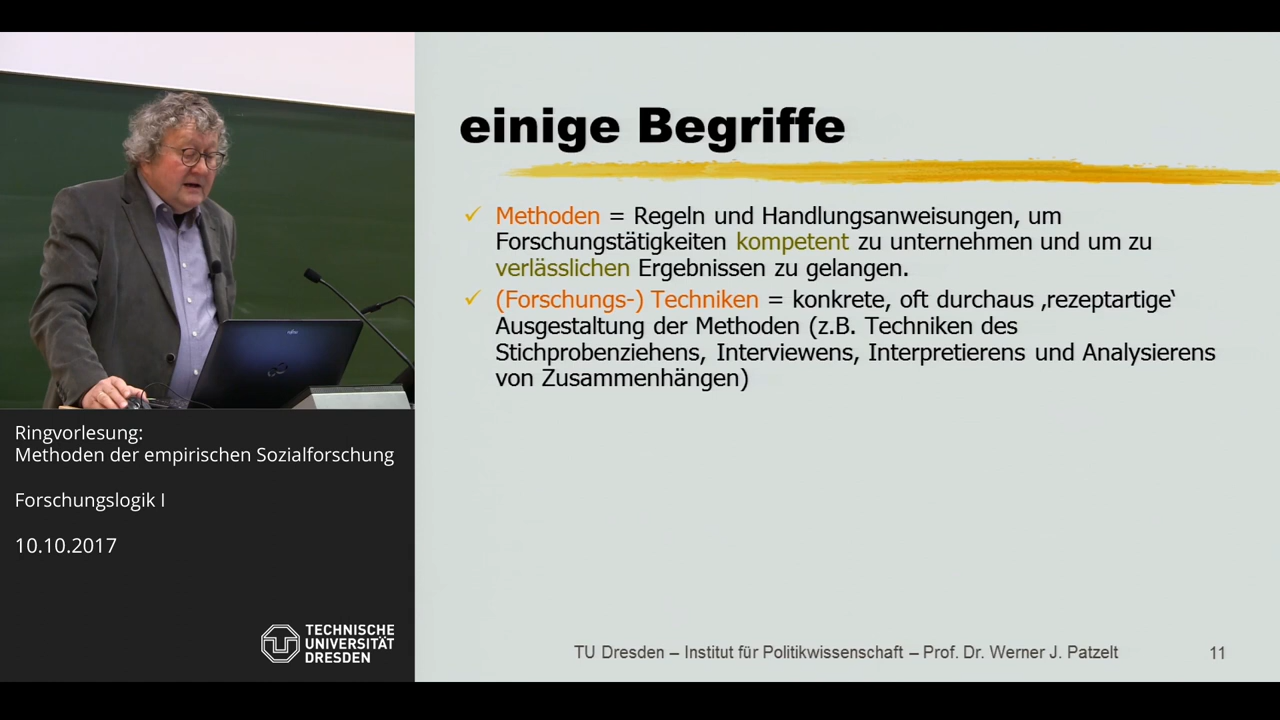 einige Begriffe
✓ Methoden = Regeln und Handlungsanweisungen, um
Forschungstätigkeiten kompetent zu unternehmen und um zu
verlässlichen Ergebnissen zu gelangen.
✓ (Forschungs-) Techniken = konkrete, oft durchaus ‚rezeptartige‘
Ausgestaltung der Methoden (z.B. Techniken des
Stichprobenziehens, Interviewens, Interpretierens und Analysierens
von Zusammenhängen)
TU Dresden – Institut für Politikwissenschaft – Prof. Dr. Werner J. Patzelt
11
Ringvorlesung:
Methoden der empirischen Sozialforschung
Forschungslogik I
10.10.2017
TECHNISCHE
UNIVERSITÄT
DRESDEN